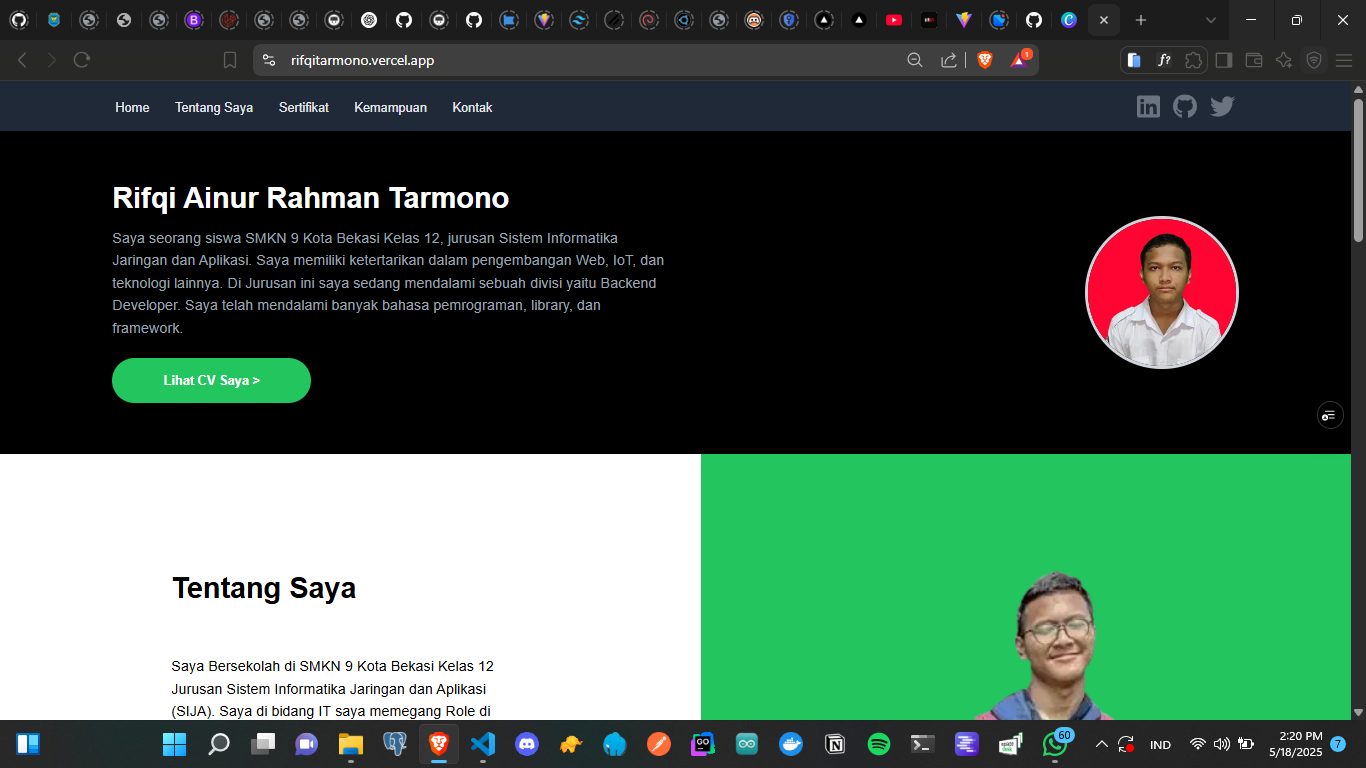 rifqitarmono.vercel.app
1
f?
Home Tentang Saya Sertifikat Kemampuan Kontak
Rifqi Ainur Rahman Tarmono
Saya seorang siswa SMKN 9 Kota Bekasi Kelas 12, jurusan Sistem Informatika
Jaringan dan Aplikasi. Saya memiliki ketertarikan dalam pengembangan Web, IoT, dan
teknologi lainnya. Di Jurusan ini saya sedang mendalami sebuah divisi yaitu Backend
Developer. Saya telah mendalami banyak bahasa pemrograman, library, dan
framework.
Lihat CV Saya >
Tentang Saya
Saya Bersekolah di SMKN 9 Kota Bekasi Kelas 12
Jurusan Sistem Informatika Jaringan dan Aplikasi
(SIJA). Saya di bidang IT saya memegang Role di
GO
60
IND
2:20 PM
5/18/2025
7